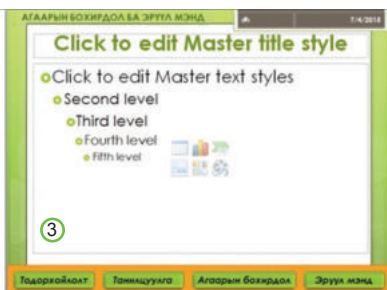 АГААРЫН БОХИРДОЛ БА ЭРҮҮЛ МЭНД
7/4/2018
Click to edit Master title style
Click to edit Master text styles
Second level
Third level
Fourth level
Fifth level
3
Тодорхойлолт Танилцуулга Агаарын бохирдол Эрүүл мэнд